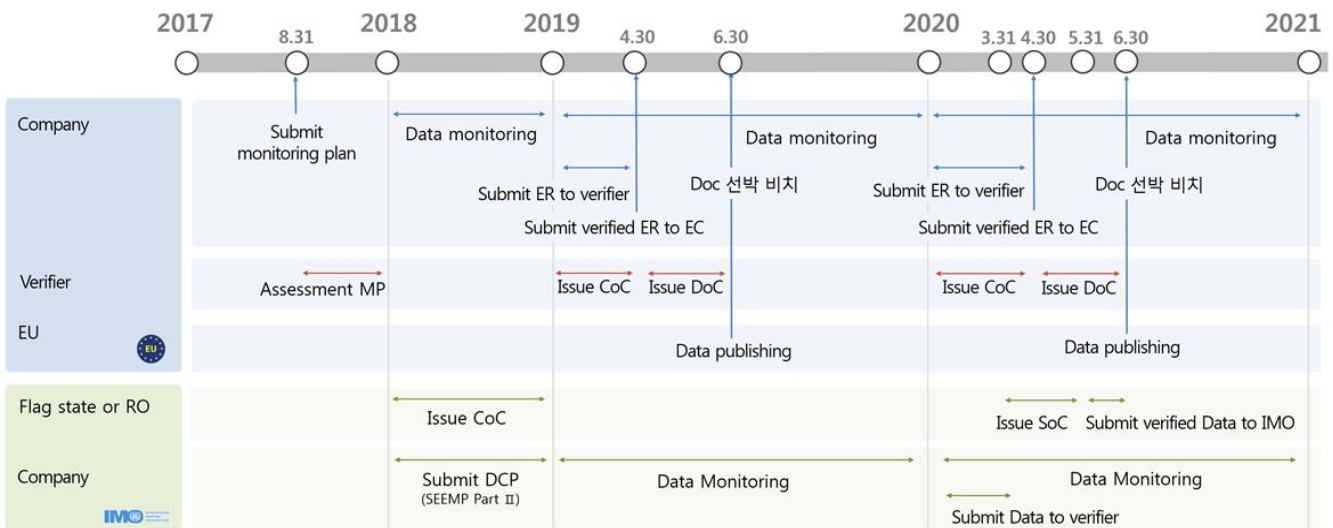 2017
2018
2019
2020
2021
8.31
4.30
6.30
3.31
4.30
5.31
6.30
Company
Submit
monitoring plan
Data monitoring
Data monitoring
Data monitoring
Submit ER to verifier
Doc 선박 비치
Submit ER to verifier
Doc 선박 비치
Submit verified ER to EC
Submit verified ER to EC
Verifier
Assessment MP
Issue CoC
Issue DoC
Issue CoC
Issue DoC
EU
EU
Data publishing
Data publishing
Flag state or RO
Issue CoC
Issue SoC
Submit verified Data to IMO
Company
Submit DCP
(SEEMP Part Ⅱ)
Data Monitoring
Data Monitoring
Submit Data to verifier
IMO